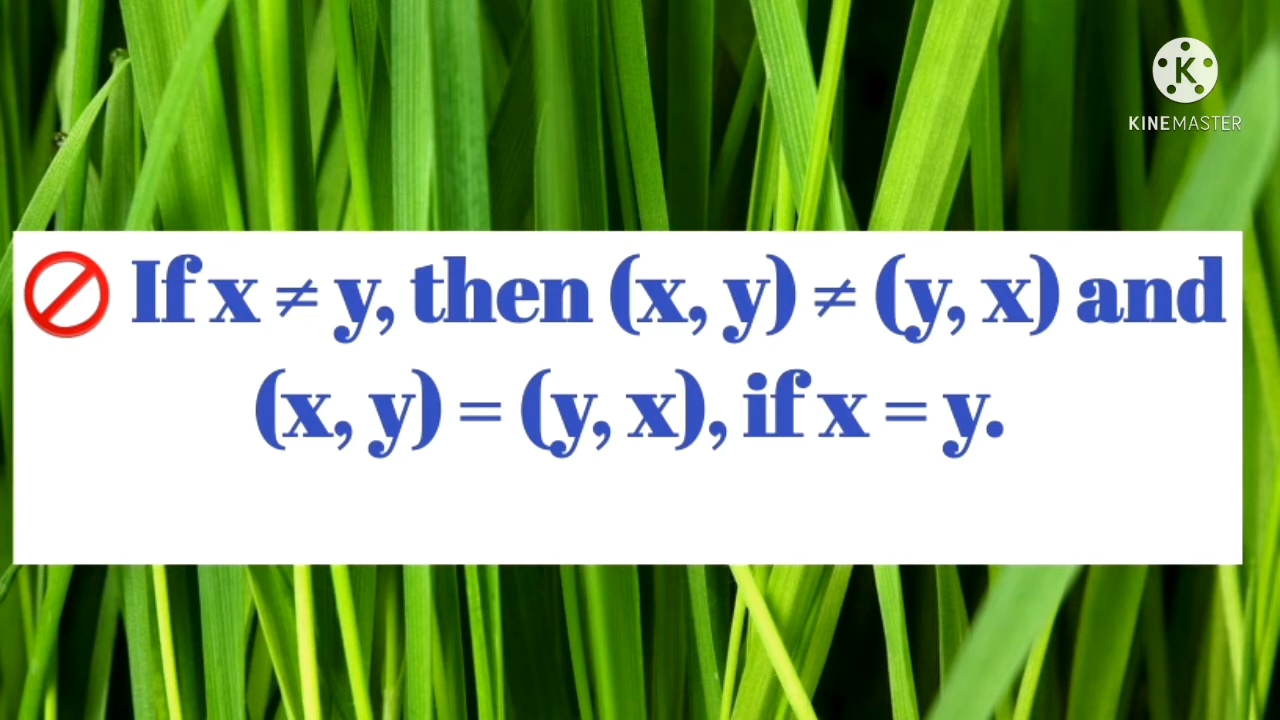 KINEMASTER
🚫 If x ≠ y, then (x, y) ≠ (y, x) and
(x, y) = (y, x), if x = y.